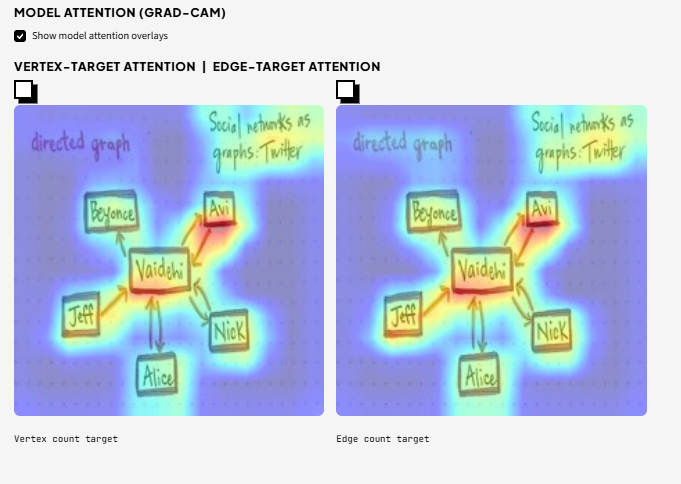 MODEL ATTENTION (GRAD-CAM)
Show model attention overlays
VERTEX-TARGET ATTENTION | EDGE-TARGET ATTENTION
directed graph
Social networks as
graphs: Twitter
Beyonce
Avi
Vaidehi
Jeff
Nick
Alice
directed graph
Social networks as
graphs: Twitter
Beyonce
Avi
Vaidehi
Jeff
Nick
Alice
Vertex count target
Edge count target